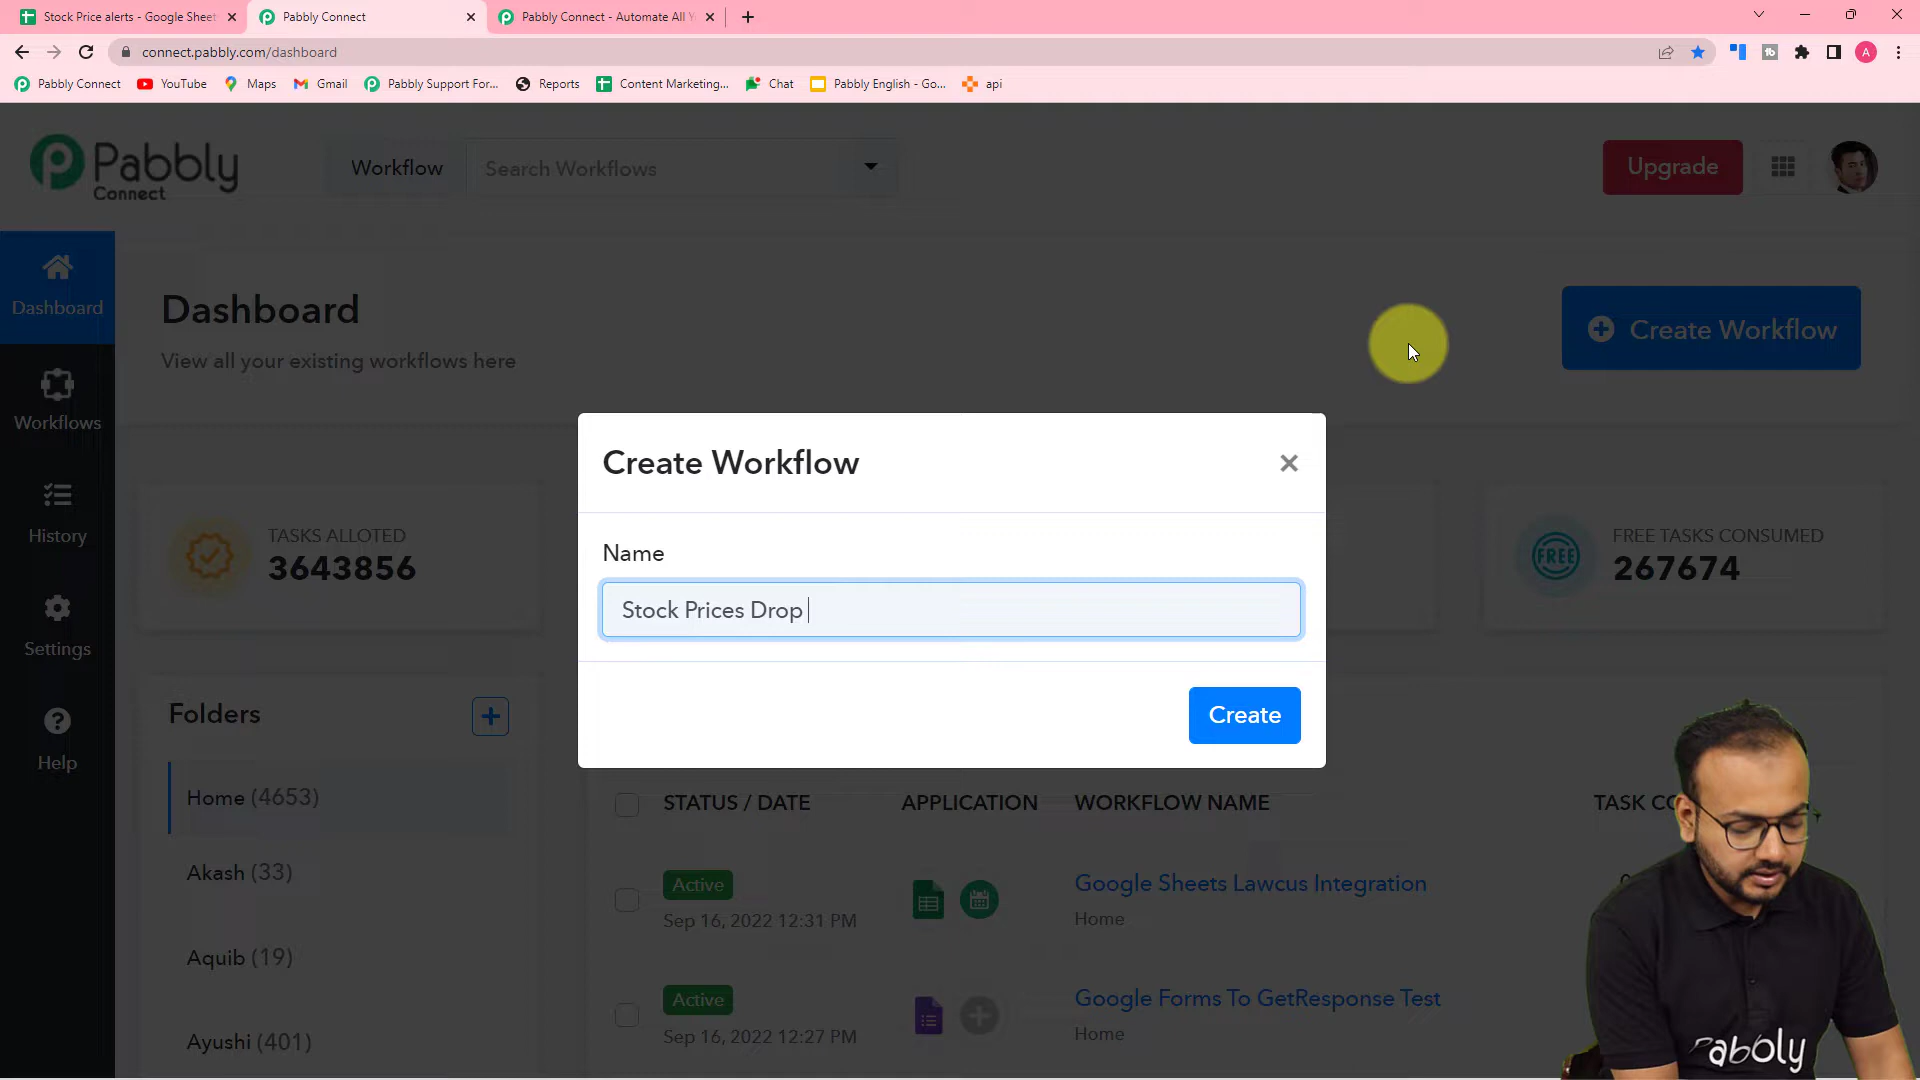 Stock Price alerts - Google Sheet
Pabbly Connect
Pabbly Connect - Automate All Y
connect.pabbly.com/dashboard
A
Pabbly Connect
YouTube
Maps
Gmail
Pabbly Support For...
Reports
Content Marketing...
Chat
Pabbly English - Go...
api
Pabbly
Connect
Workflow
Search Workflows
Upgrade
Dashboard
Workflows
History
Settings
Help
Dashboard
View all your existing workflows here
Create Workflow
Create Workflow
Name
Stock Prices Drop
Create
TASKS ALLOTED
3643856
FREE
FREE TASKS CONSUMED
267674
Folders
Home (4653)
Akash (33)
Aquib (19)
Ayushi (401)
STATUS / DATE
APPLICATION
WORKFLOW NAME
TASK CO
Active
Sep 16, 2022 12:31 PM
Google Sheets Lawcus Integration
Home
Active
Sep 16, 2022 12:27 PM
Google Forms To GetResponse Test
Home
Pabbly